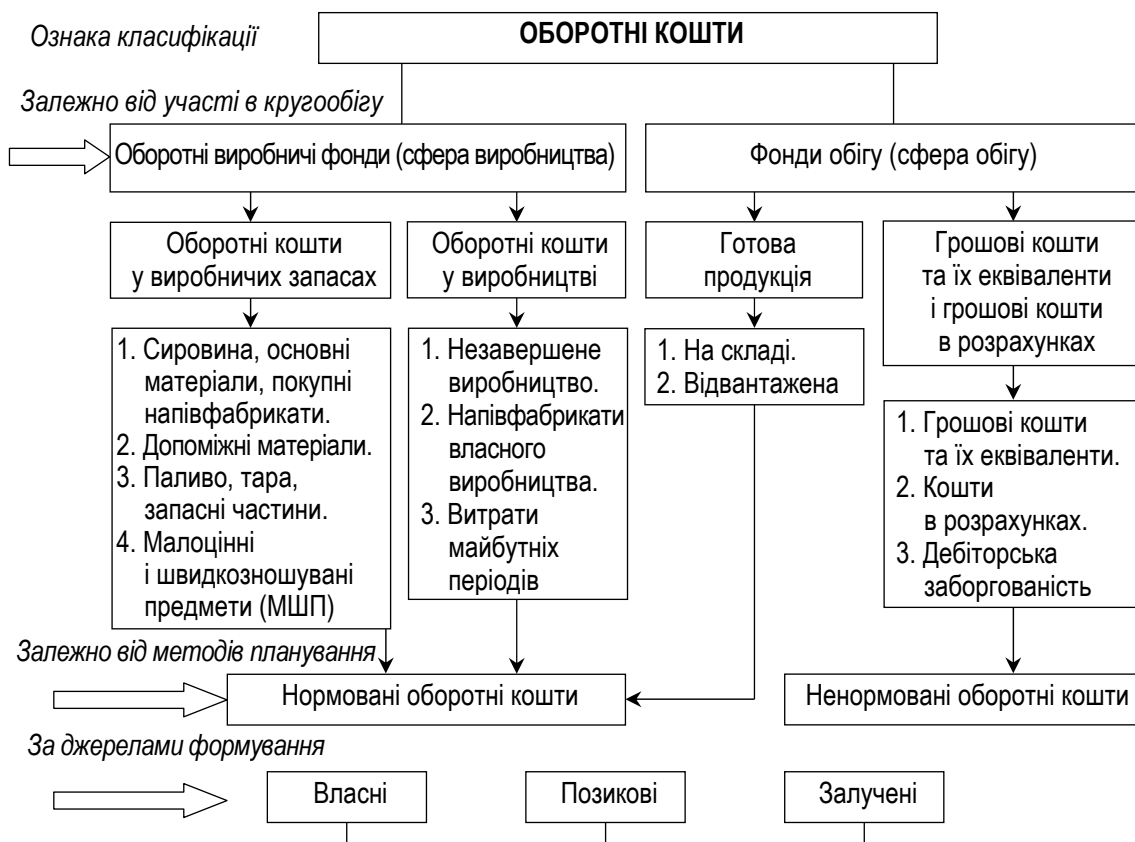 Ознака класифікації
ОБОРОТНІ КОШТИ
Залежно від участі в кругообігу
Оборотні виробничі фонди (сфера виробництва)
Фонди обігу (сфера обігу)
Оборотні кошти
у виробничих запасах
Оборотні кошти
у виробництві
Готова
продукція
Грошові кошти
та їх еквіваленти
і грошові кошти
в розрахунках
1. Сировина, основні
матеріали, покупні
напівфабрикати.
2. Допоміжні матеріали.
3. Паливо, тара,
запасні частини.
4. Малоцінні
і швидкозношувані
предмети (МШП)
1. Незавершене
виробництво.
2. Напівфабрикати
власного
виробництва.
3. Витрати
майбутніх
періодів
1. На складі.
2. Відвантажена
1. Грошові кошти
та їх еквіваленти.
2. Кошти
в розрахунках.
3. Дебіторська
заборгованість
Залежно від методів планування
Нормовані оборотні кошти
Ненормовані оборотні кошти
За джерелами формування
Власні
Позикові
Залучені